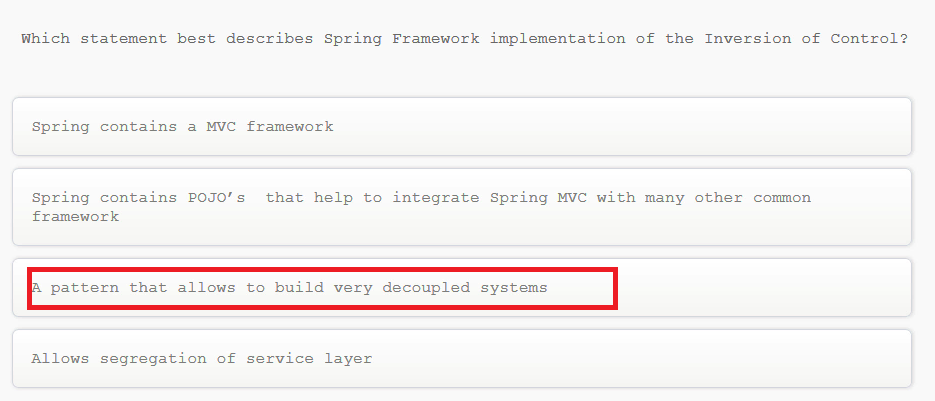 Which statement best describes Spring Framework implementation of the Inversion of Control?
Spring contains a MVC framework
Spring contains POJO’s  that help to integrate Spring MVC with many other common
framework
A pattern that allows to build very decoupled systems
Allows segregation of service layer